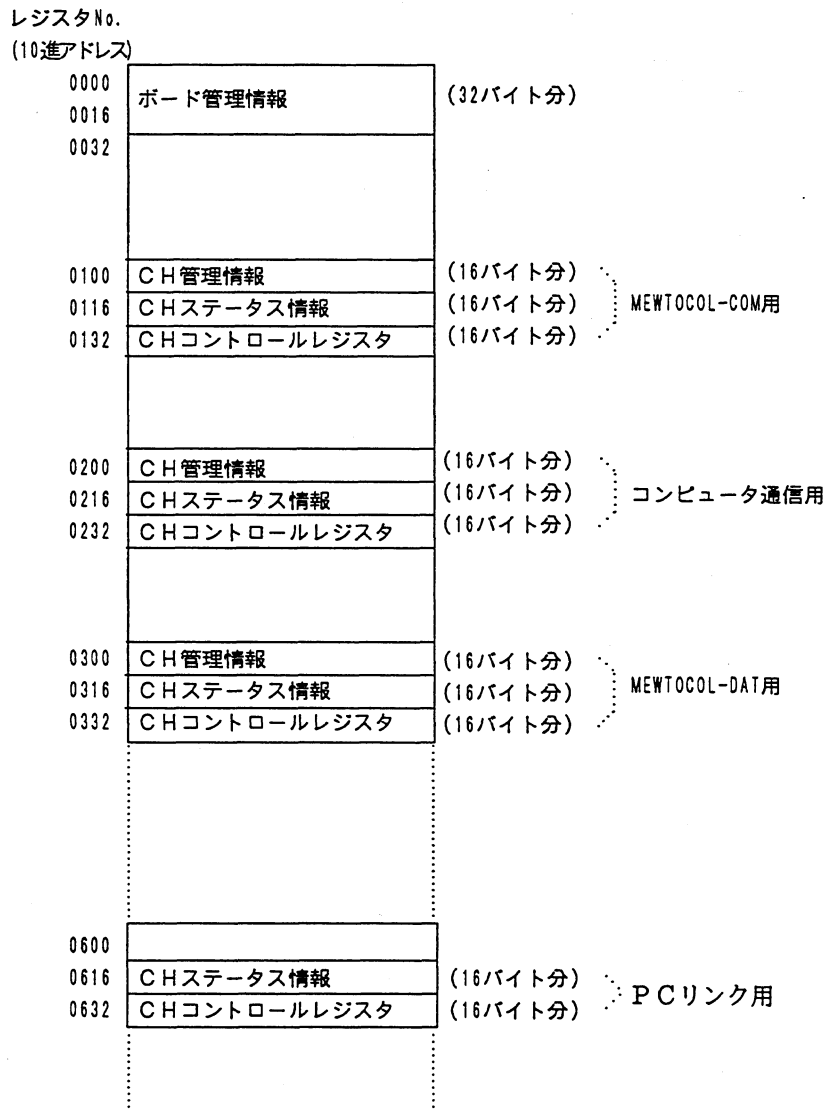 レジスタNo.
(10進アドレス)
0000
ボード管理情報 (32バイト分)
0016
0032
0100 CH管理情報 (16バイト分)
0116 CHステータス情報 (16バイト分) MEWTOCOL-COM用
0132 CHコントロールレジスタ (16バイト分)
0200 CH管理情報 (16バイト分)
0216 CHステータス情報 (16バイト分) コンピュータ通信用
0232 CHコントロールレジスタ (16バイト分)
0300 CH管理情報 (16バイト分)
0316 CHステータス情報 (16バイト分) MEWTOCOL-DAT用
0332 CHコントロールレジスタ (16バイト分)
0600
0616 CHステータス情報 (16バイト分) PCリンク用
0632 CHコントロールレジスタ (16バイト分)